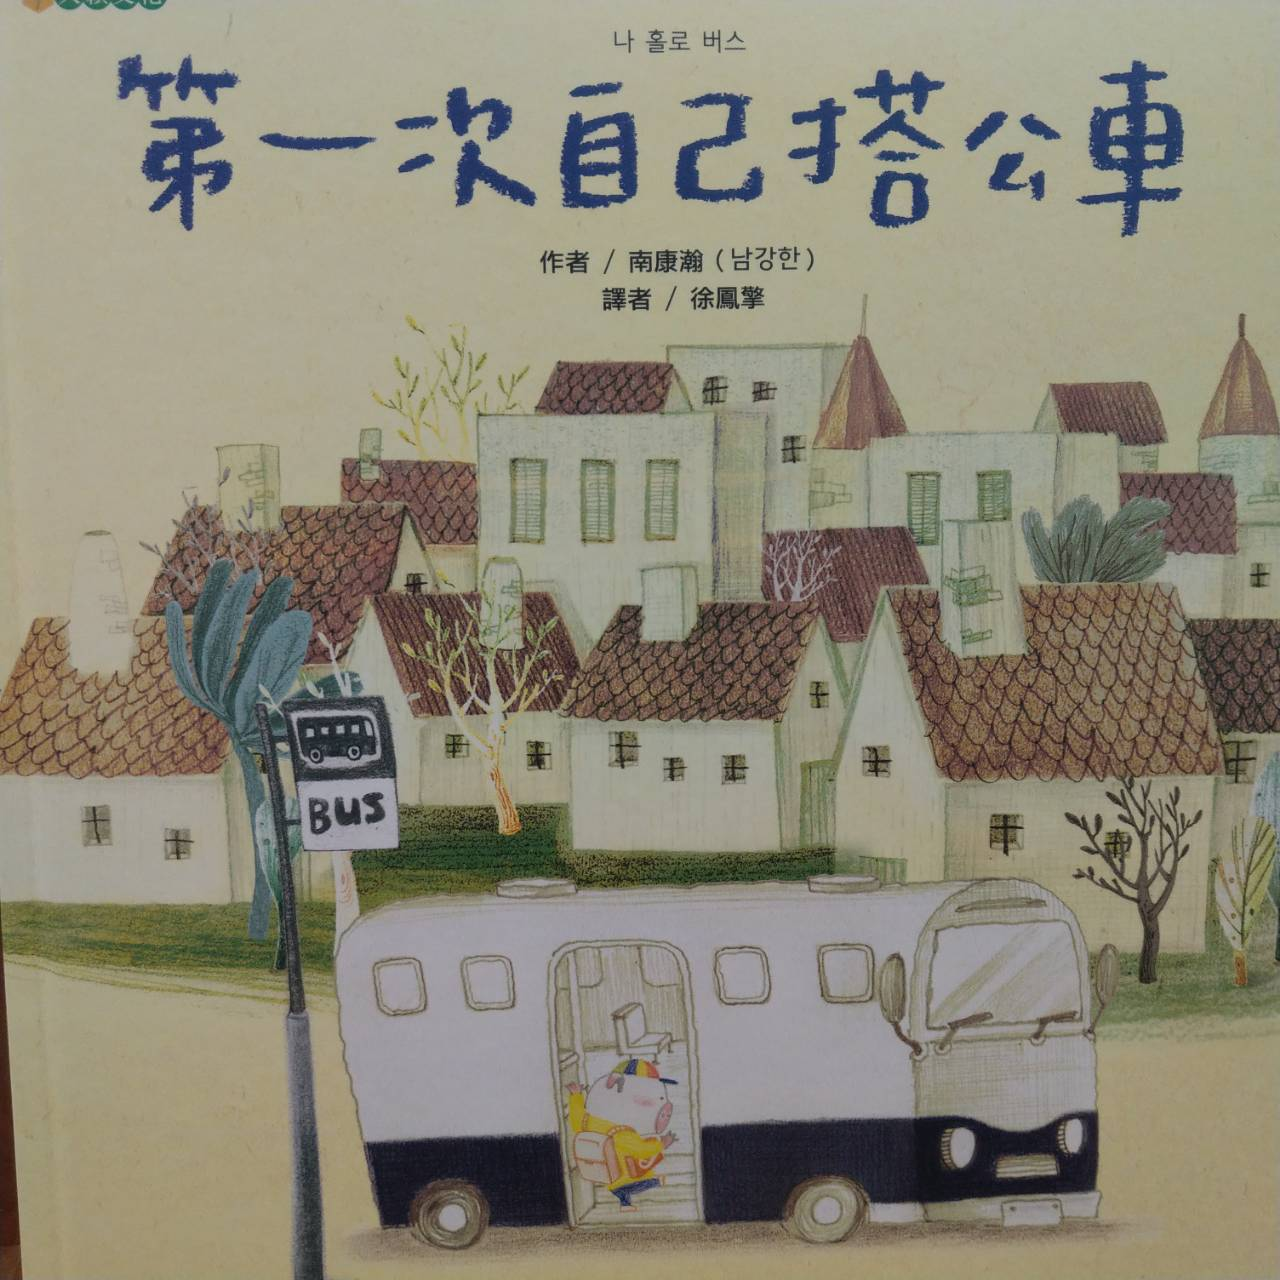 나 홀로 버스
第一次自己搭公車
作者 / 南康瀚 (남강한)
譯者 / 徐鳳擎
BUS